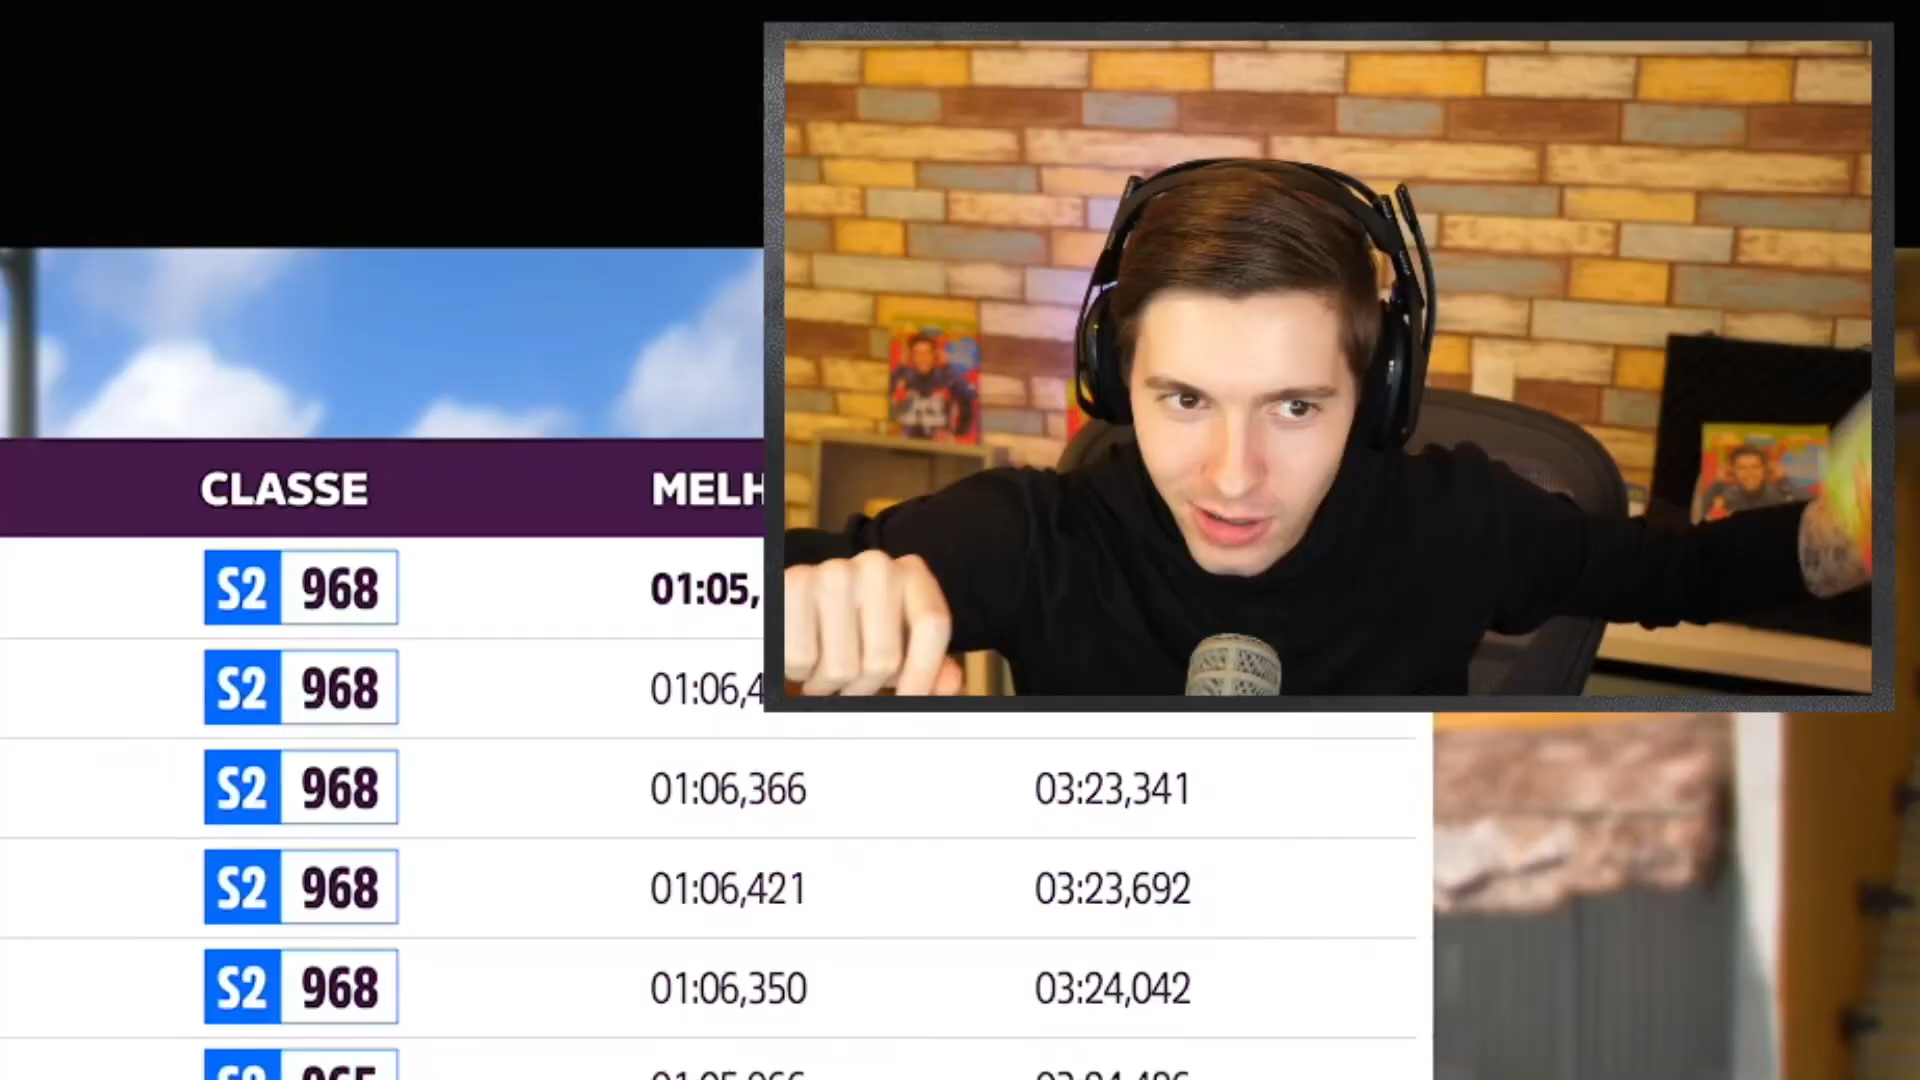 CLASSE MELH
S2 968 01:05,
S2 968 01:06,4
S2 968 01:06,366 03:23,341
S2 968 01:06,421 03:23,692
S2 968 01:06,350 03:24,042